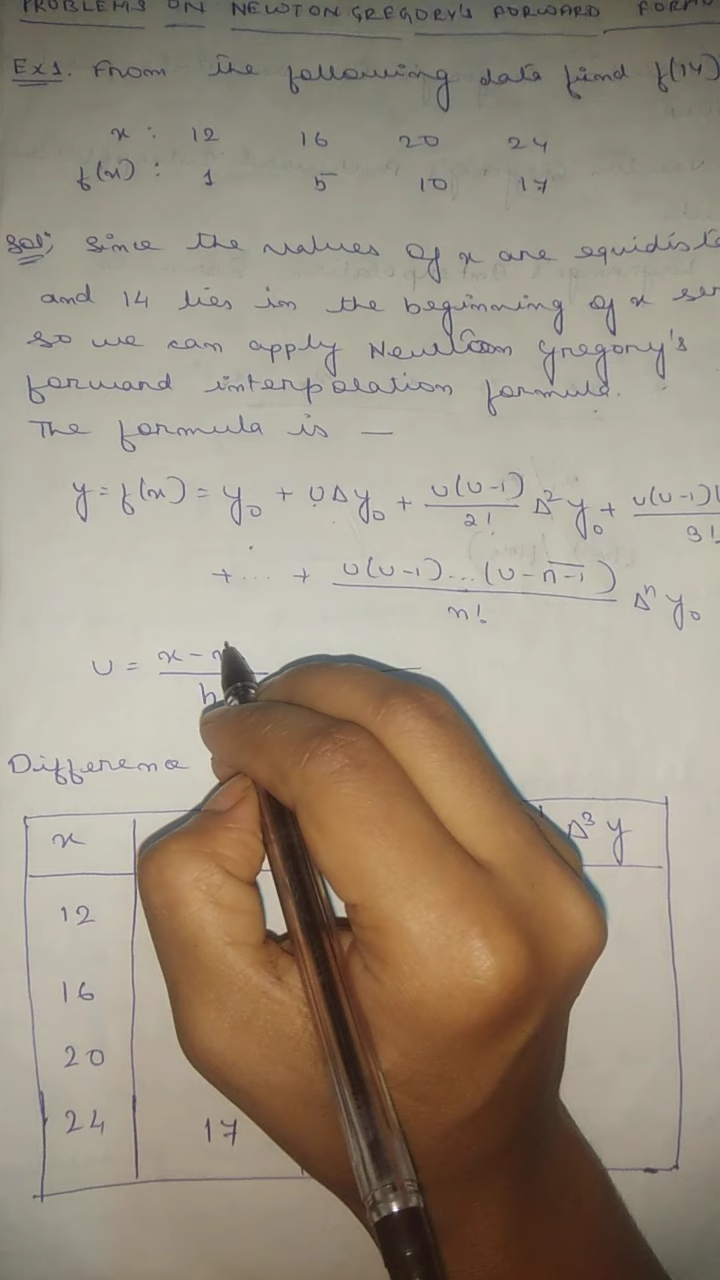 PROBLEMS ON NEWTON GREGORY'S FORWARD
Ex1. From the following data find f(14)
x : 12 16 20 24
f(x) : 1 5 10 17
Sol; Since the values of x are
and 14 lies in the beginning of x
so we can apply Newton Gregory's
forward interpolation formula.
The formula is —
y = f(x) = y₀ + UΔy₀ + U(U-1)/2! Δ²y₀ + U(U-1)
3!
+ ... + U(U-1)...(U-n̅-̅1̅)/n! Δⁿy₀
U = x -
h
Difference
x Δ³y
12
16
20
24 17